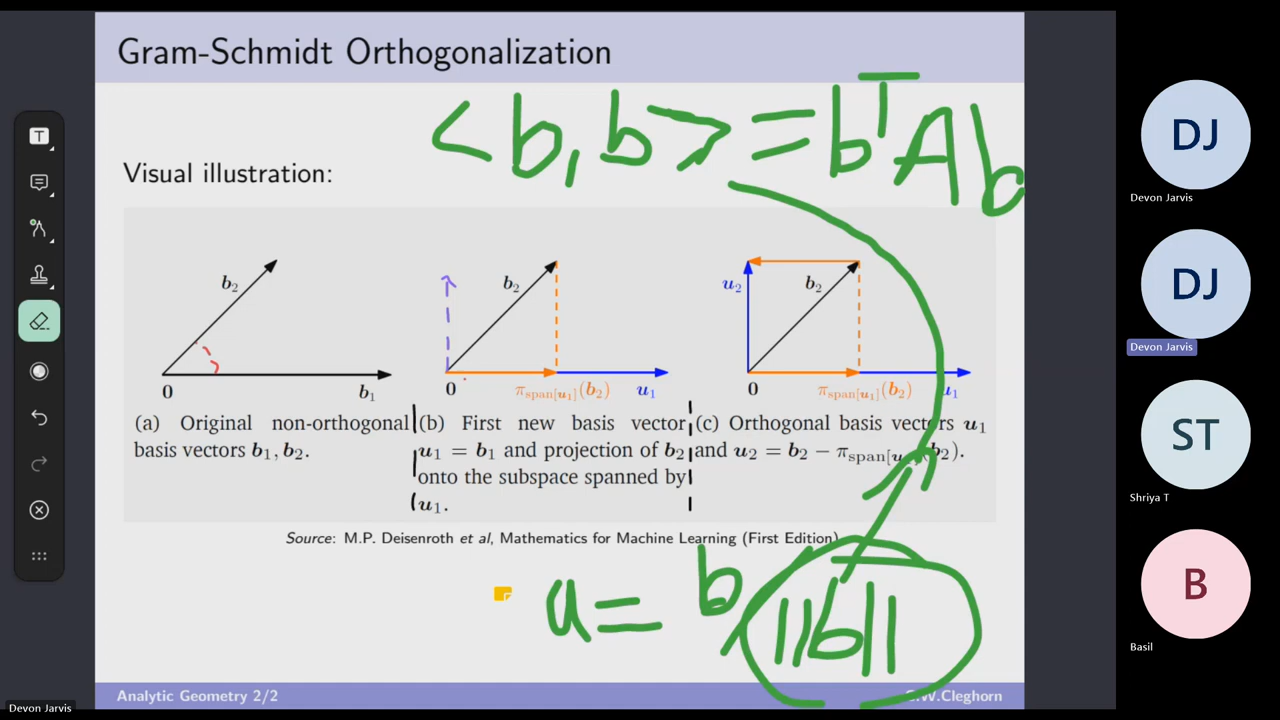 Gram-Schmidt Orthogonalization
<b,b> = bᵀAb
Visual illustration:
b₂
0
b₁
b₂
0
π_span[u₁](b₂)
u₁
u₂
b₂
0
π_span[u₁](b₂)
u₁
(a) Original non-orthogonal
basis vectors b₁, b₂.
(b) First new basis vector
u₁ = b₁ and projection of b₂
onto the subspace spanned by
u₁.
(c) Orthogonal basis vectors u₁
and u₂ = b₂ − π_span[u₁](b₂).
Source: M.P. Deisenroth et al, Mathematics for Machine Learning (First Edition)
u = b/||b||
Analytic Geometry 2/2
C.W.Cleghorn
T
DJ
Devon Jarvis
DJ
Devon Jarvis
ST
Shriya T
B
Basil
Devon Jarvis